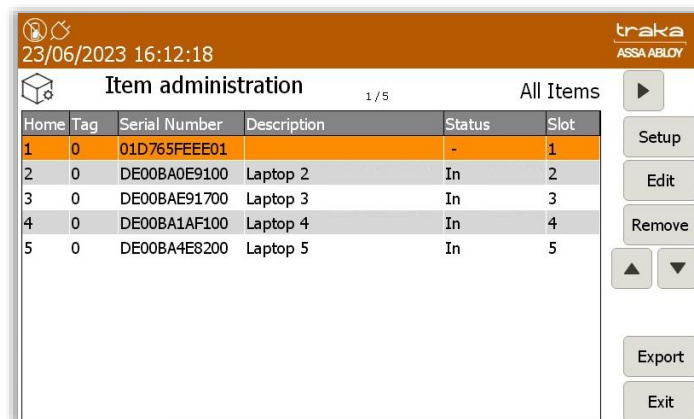 traka
23/06/2023 16:12:18 ASSA ABLOY
Item administration 1/5 All Items
Home Tag Serial Number Description Status Slot
Setup
1 0 01D765FEEE01 - 1
2 0 DE00BA0E9100 Laptop 2 In 2
Edit
3 0 DE00BAE91700 Laptop 3 In 3
4 0 DE00BA1AF100 Laptop 4 In 4
Remove
5 0 DE00BA4E8200 Laptop 5 In 5
Export
Exit